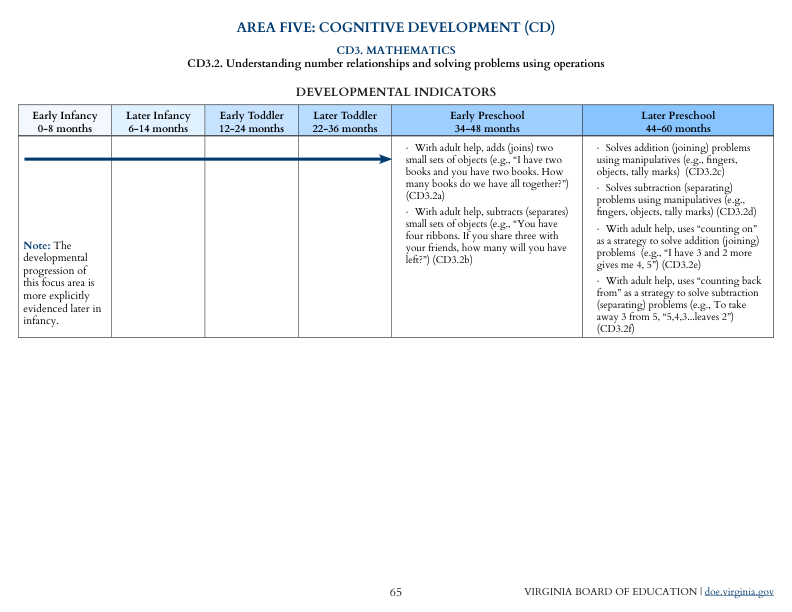 AREA FIVE: COGNITIVE DEVELOPMENT (CD)
CD3. MATHEMATICS
CD3.2. Understanding number relationships and solving problems using operations
DEVELOPMENTAL INDICATORS
Early Infancy
0-8 months
Later Infancy
6-14 months
Early Toddler
12-24 months
Later Toddler
22-36 months
Early Preschool
34-48 months
Later Preschool
44-60 months
Note: The
developmental
progression of
this focus area is
more explicitly
evidenced later in
infancy.
· With adult help, adds (joins) two
small sets of objects (e.g., “I have two
books and you have two books. How
many books do we have all together?”)
(CD3.2a)
· With adult help, subtracts (separates)
small sets of objects (e.g., “You have
four ribbons. If you share three with
your friends, how many will you have
left?”) (CD3.2b)
· Solves addition (joining) problems
using manipulatives (e.g., fingers,
objects, tally marks) (CD3.2c)
· Solves subtraction (separating)
problems using manipulatives (e.g.,
fingers, objects, tally marks) (CD3.2d)
· With adult help, uses “counting on”
as a strategy to solve addition (joining)
problems (e.g., “I have 3 and 2 more
gives me 4, 5”) (CD3.2e)
· With adult help, uses “counting back
from” as a strategy to solve subtraction
(separating) problems (e.g., To take
away 3 from 5, “5,4,3...leaves 2”)
(CD3.2f)
65
VIRGINIA BOARD OF EDUCATION | doe.virginia.gov